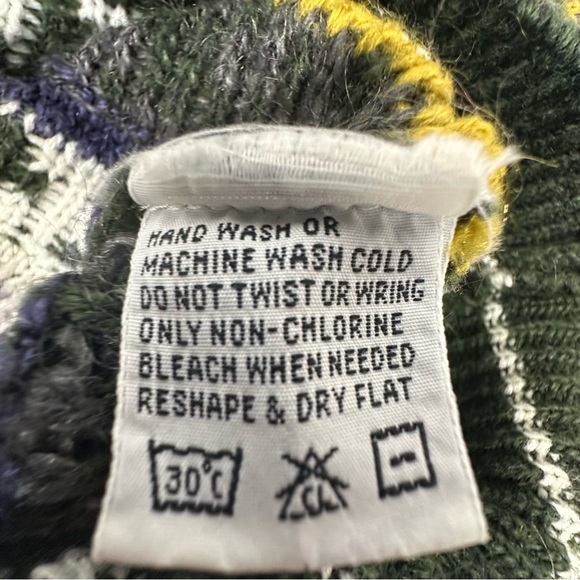 HAND WASH OR
MACHINE WASH COLD
DO NOT TWIST OR WRING
ONLY NON-CHLORINE
BLEACH WHEN NEEDED
RESHAPE & DRY FLAT
30°C CL